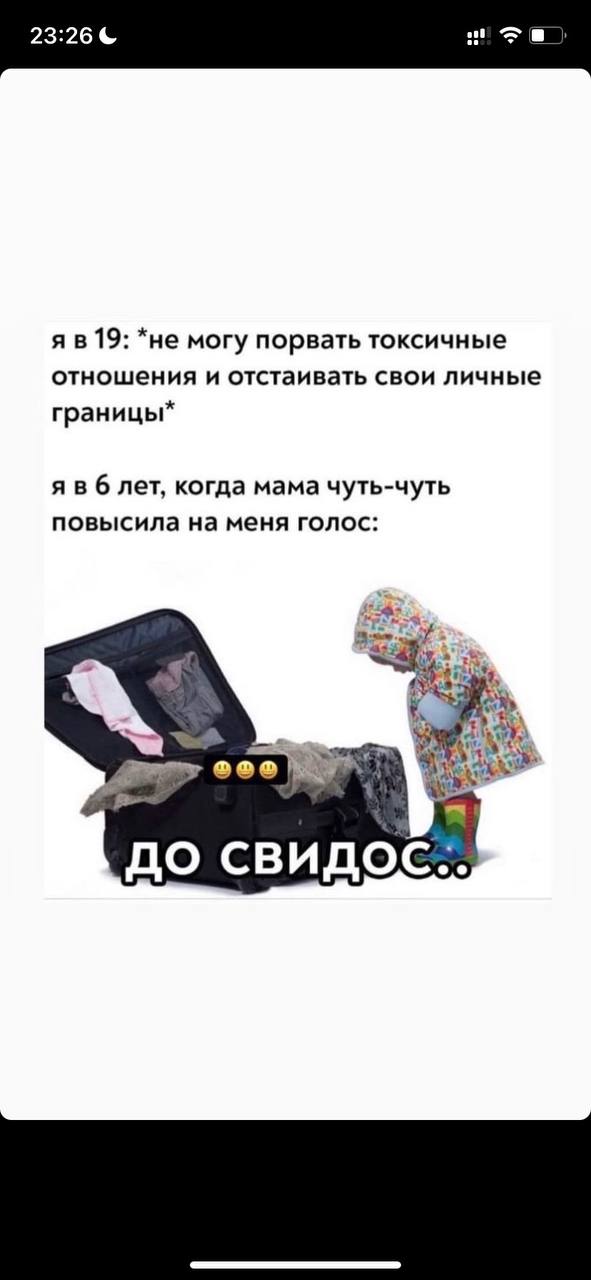 23:26
я в 19: *не могу порвать токсичные
отношения и отстаивать свои личные
границы*
я в 6 лет, когда мама чуть-чуть
повысила на меня голос:
😃😃😃
ДО СВИДОС..